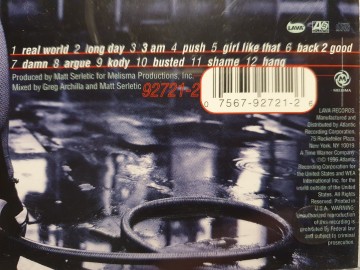 LAVA
1 real world 2 long day 3 3 am 4 push 5 girl like that 6 back 2 good
7 damn 8 argue 9 kody 10 busted 11 shame 12 hang
Produced by Matt Serletic for Melisma Productions, Inc.
Mixed by Greg Archilla and Matt Serletic
92721-2
0 7567-92721-2
MELISMA
LAVA RECORDS
Manufactured and
Distributed by Atlantic
Recording Corporation,
75 Rockefeller Plaza
New York, NY 10019
A Time Warner Company.
1996 Atlantic
Recording Corporation for
the United States and WEA
International Inc. for the
world outside of the United
States. All Rights
Reserved. Printed in
U.S.A. WARNING:
Unauthorized reproduction
of this recording is
prohibited by Federal law
and subject to criminal
prosecution.